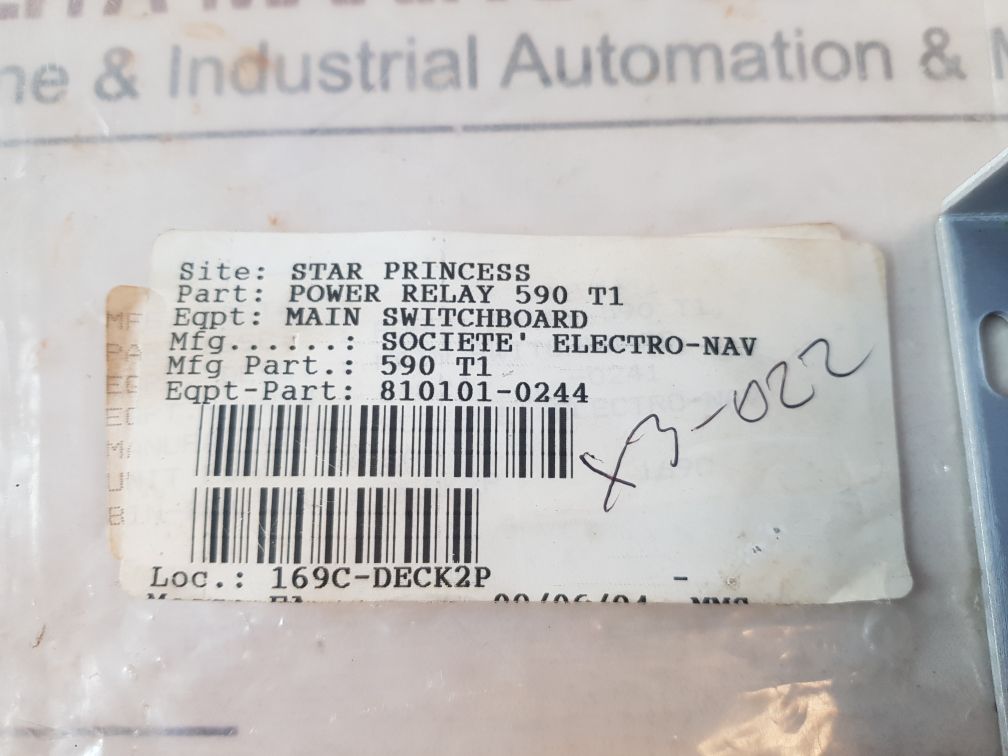 & Industrial Automation &
Site: STAR PRINCESS
Part: POWER RELAY 590 T1
Eqpt: MAIN SWITCHBOARD
Mfg......: SOCIETE' ELECTRO-NAV
Mfg Part.: 590 T1
Eqpt-Part: 810101-0244
X3-022
Loc.: 169C-DECK2P -